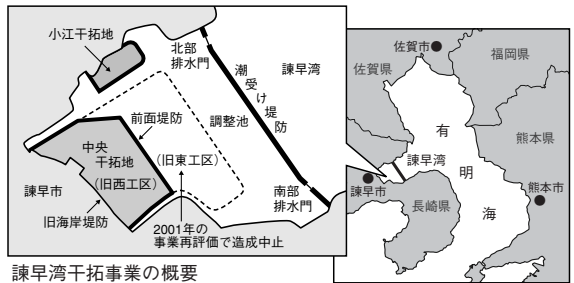 小江干拓地
北部
排水門
諫早湾
潮受け堤防
前面堤防
調整池
中央
干拓地
(旧西工区)
(旧東工区)
諫早市
旧海岸堤防
2001年の
事業再評価で造成中止
南部
排水門
諫早湾干拓事業の概要
佐賀市
佐賀県
福岡県
有明海
諫早湾
熊本県
諫早市
長崎県
熊本市